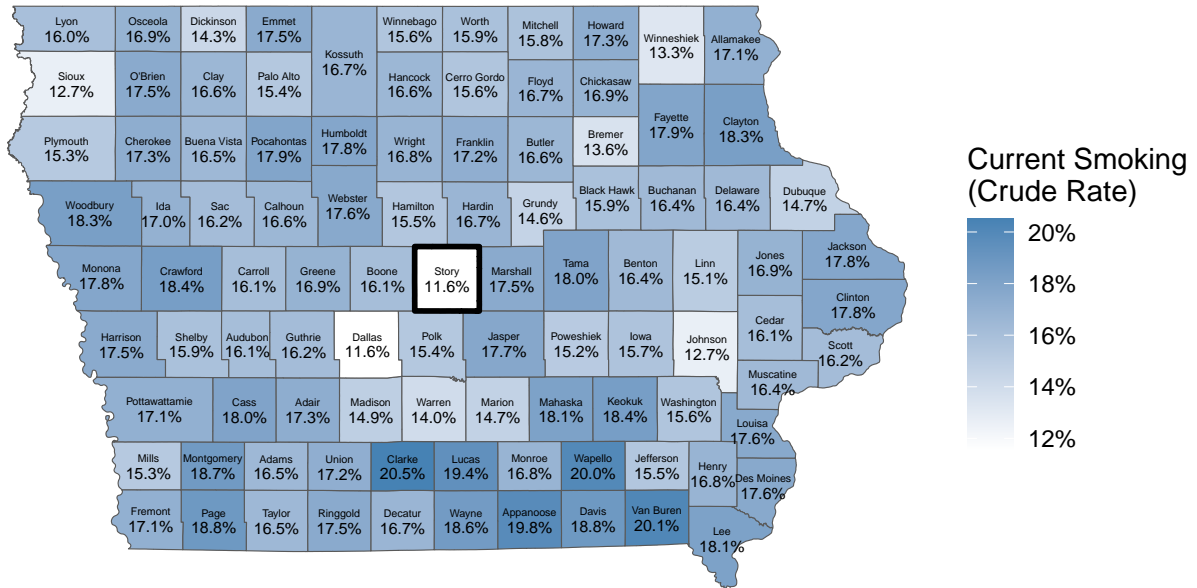 Lyon
16.0%
Osceola
16.9%
Dickinson
14.3%
Emmet
17.5%
Kossuth
16.7%
Winnebago
15.6%
Worth
15.9%
Mitchell
15.8%
Howard
17.3%
Winneshiek
13.3%
Allamakee
17.1%
Sioux
12.7%
O'Brien
17.5%
Clay
16.6%
Palo Alto
15.4%
Hancock
16.6%
Cerro Gordo
15.6%
Floyd
16.7%
Chickasaw
16.9%
Fayette
17.9%
Clayton
18.3%
Plymouth
15.3%
Cherokee
17.3%
Buena Vista
16.5%
Pocahontas
17.9%
Humboldt
17.8%
Wright
16.8%
Franklin
17.2%
Butler
16.6%
Bremer
13.6%
Woodbury
18.3%
Ida
17.0%
Sac
16.2%
Calhoun
16.6%
Webster
17.6%
Hamilton
15.5%
Hardin
16.7%
Grundy
14.6%
Black Hawk
15.9%
Buchanan
16.4%
Delaware
16.4%
Dubuque
14.7%
Monona
17.8%
Crawford
18.4%
Carroll
16.1%
Greene
16.9%
Boone
16.1%
Story
11.6%
Marshall
17.5%
Tama
18.0%
Benton
16.4%
Linn
15.1%
Jones
16.9%
Jackson
17.8%
Clinton
17.8%
Harrison
17.5%
Shelby
15.9%
Audubon
16.1%
Guthrie
16.2%
Dallas
11.6%
Polk
15.4%
Jasper
17.7%
Poweshiek
15.2%
Iowa
15.7%
Johnson
12.7%
Cedar
16.1%
Scott
16.2%
Muscatine
16.4%
Pottawattamie
17.1%
Cass
18.0%
Adair
17.3%
Madison
14.9%
Warren
14.0%
Marion
14.7%
Mahaska
18.1%
Keokuk
18.4%
Washington
15.6%
Louisa
17.6%
Mills
15.3%
Montgomery
18.7%
Adams
16.5%
Union
17.2%
Clarke
20.5%
Lucas
19.4%
Monroe
16.8%
Wapello
20.0%
Jefferson
15.5%
Henry
16.8%
Des Moines
17.6%
Fremont
17.1%
Page
18.8%
Taylor
16.5%
Ringgold
17.5%
Decatur
16.7%
Wayne
18.6%
Appanoose
19.8%
Davis
18.8%
Van Buren
20.1%
Lee
18.1%
Current Smoking
(Crude Rate)
20%
18%
16%
14%
12%